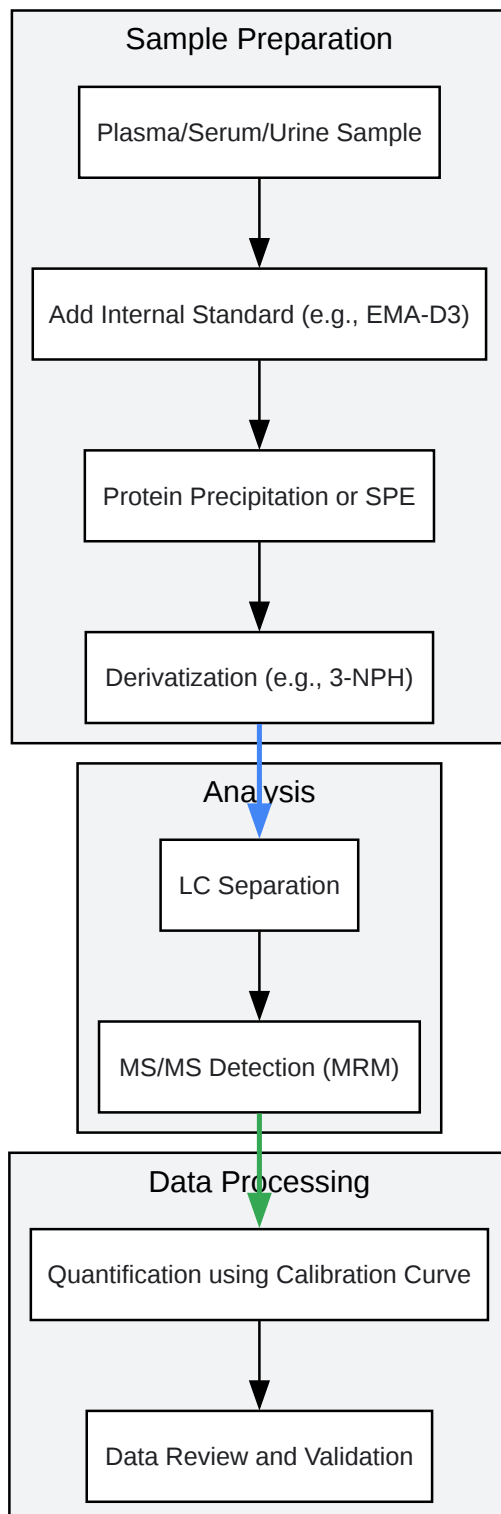 Sample Preparation
Plasma/Serum/Urine Sample
Add Internal Standard (e.g., EMA-D3)
Protein Precipitation or SPE
Derivatization (e.g., 3-NPH)
Analysis
LC Separation
MS/MS Detection (MRM)
Data Processing
Quantification using Calibration Curve
Data Review and Validation